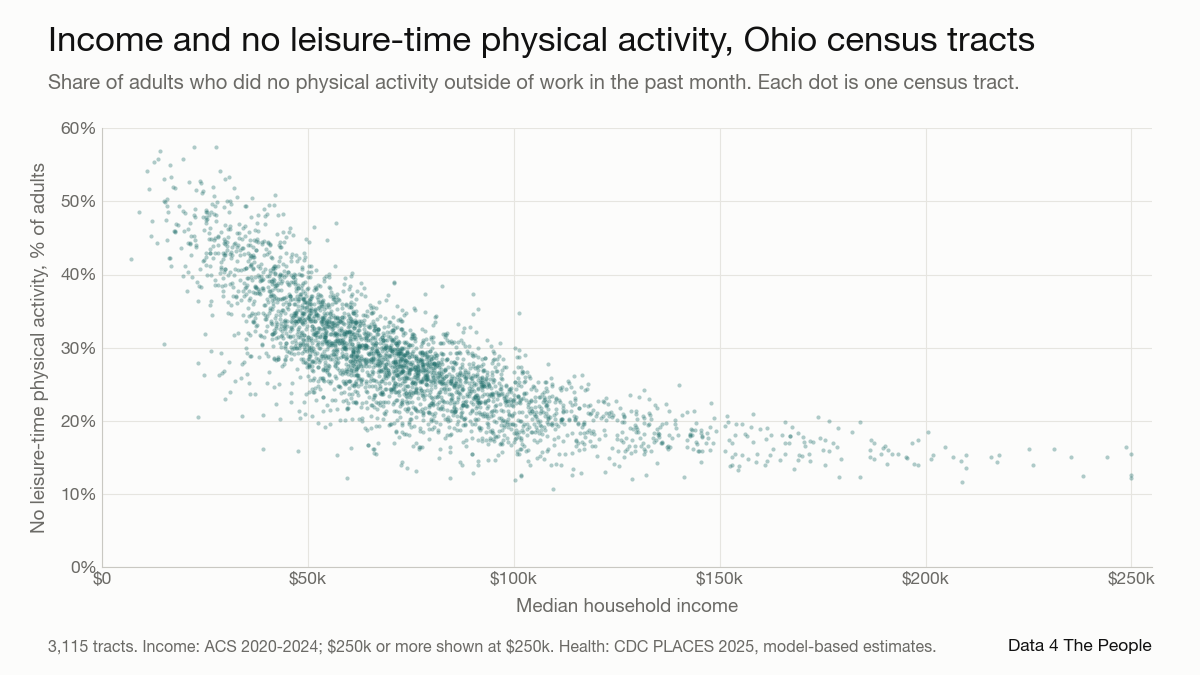 Income and no leisure-time physical activity, Ohio census tracts
Share of adults who did no physical activity outside of work in the past month. Each dot is one census tract.
No leisure-time physical activity, % of adults
60%
50%
40%
30%
20%
10%
0%
$0
$50k
$100k
$150k
$200k
$250k
Median household income
3,115 tracts. Income: ACS 2020-2024; $250k or more shown at $250k. Health: CDC PLACES 2025, model-based estimates.
Data 4 The People